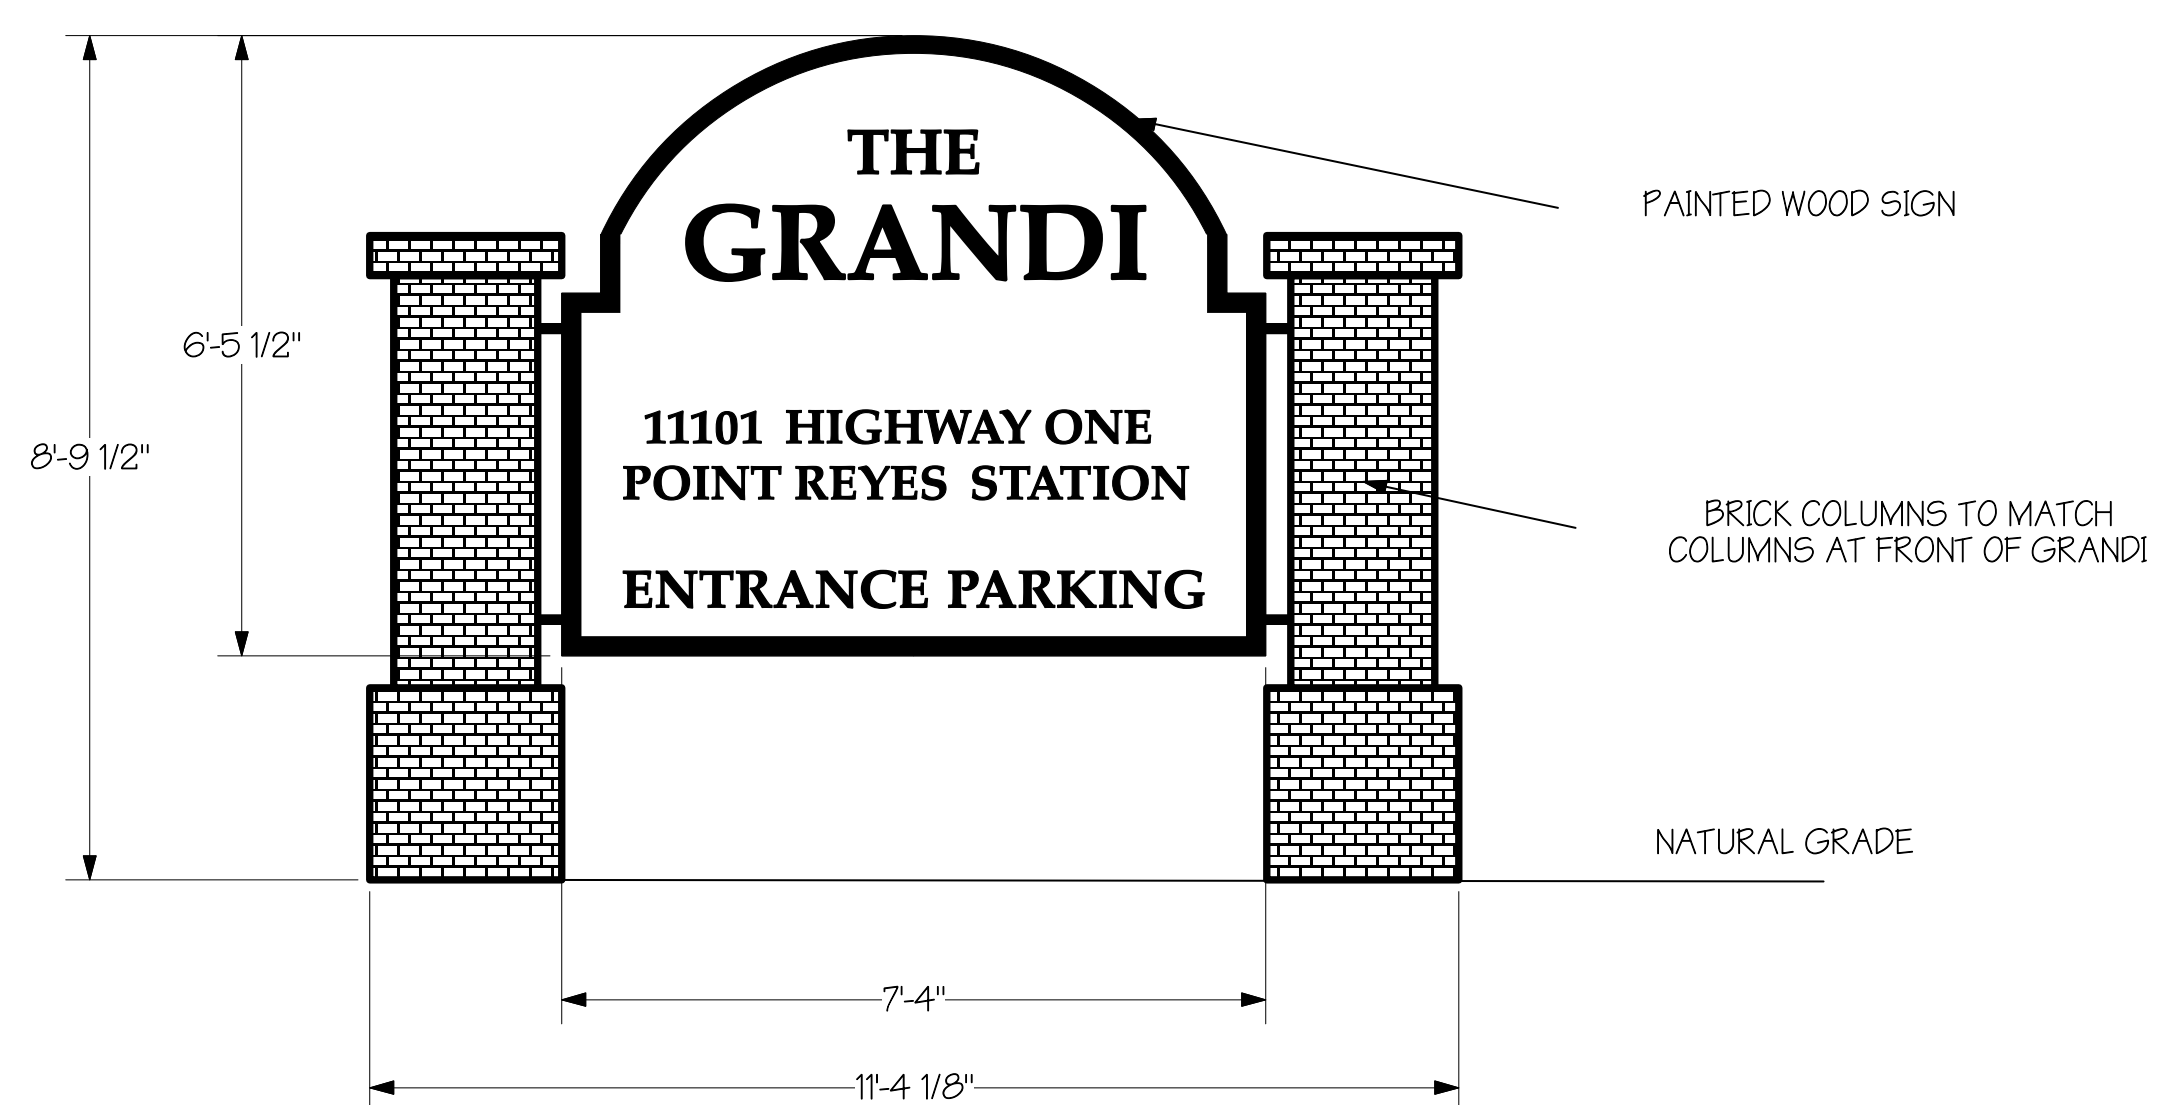 THE
GRANDI
11101 HIGHWAY ONE
POINT REYES STATION
ENTRANCE PARKING
PAINTED WOOD SIGN
BRICK COLUMNS TO MATCH
COLUMNS AT FRONT OF GRANDI
NATURAL GRADE
6'-5 1/2"
8'-9 1/2"
7'-4"
11'-4 1/8"